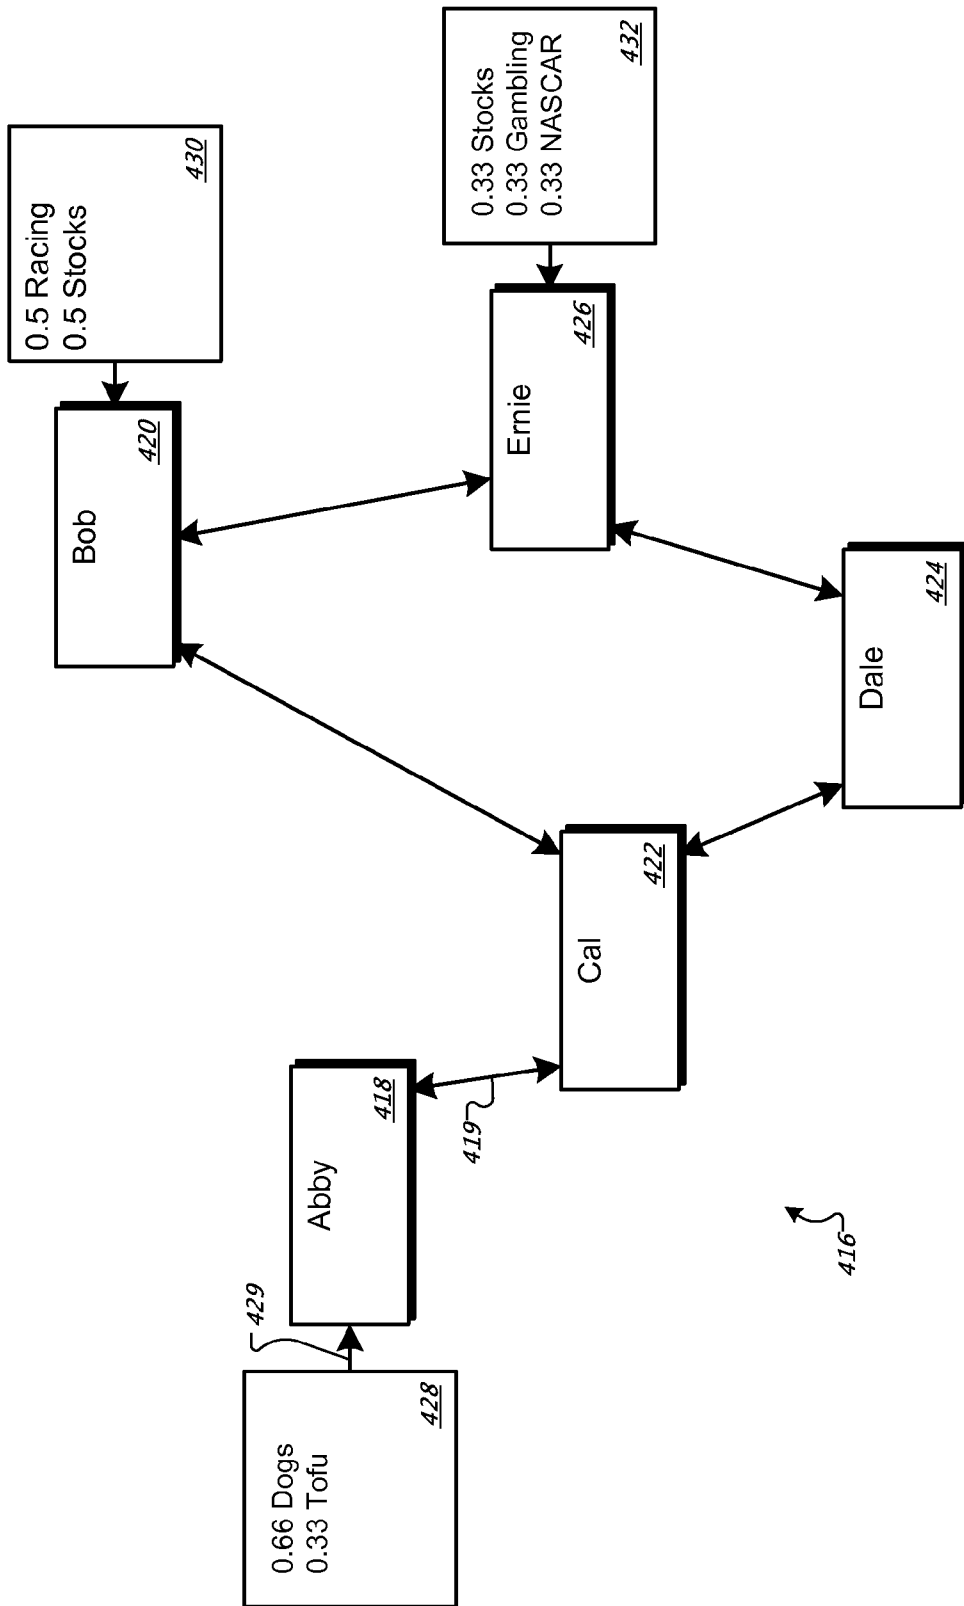 0.5 Racing
0.5 Stocks
430
Bob
420
0.33 Stocks
0.33 Gambling
0.33 NASCAR
432
Ernie
426
Abby
418
419
Cal
422
Dale
424
0.66 Dogs
0.33 Tofu
428
429
416